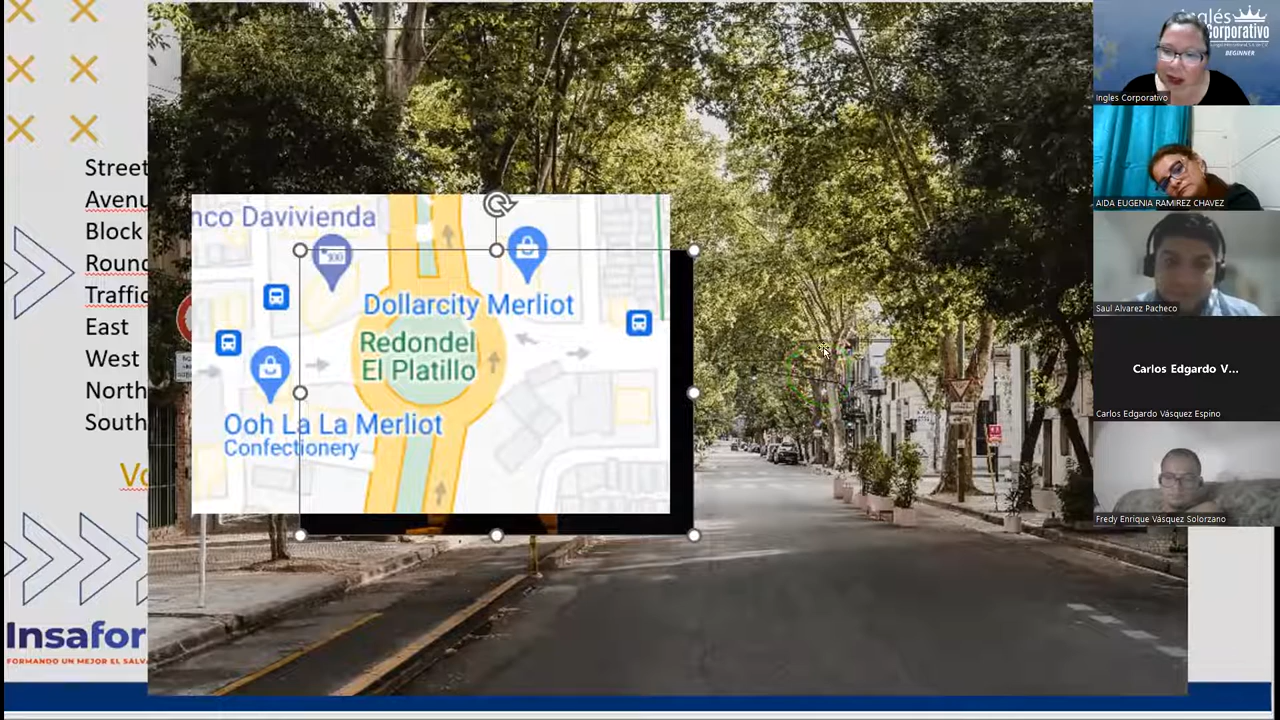 Street
Avenu
Block
Round
Traffic
East
West
North
South
Vo
Insafor
FORMANDO UN MEJOR EL SALV
nco Davivienda
Dollarcity Merliot
Redondel
El Platillo
Ooh La La Merliot
Confectionery
Inglés
Corporativo
BEGINNER
Ingles Corporativo
AIDA EUGENIA RAMIREZ CHAVEZ
Saul Alvarez Pacheco
Carlos Edgardo V...
Carlos Edgardo Vásquez Espino
Fredy Enrique Vásquez Solorzano